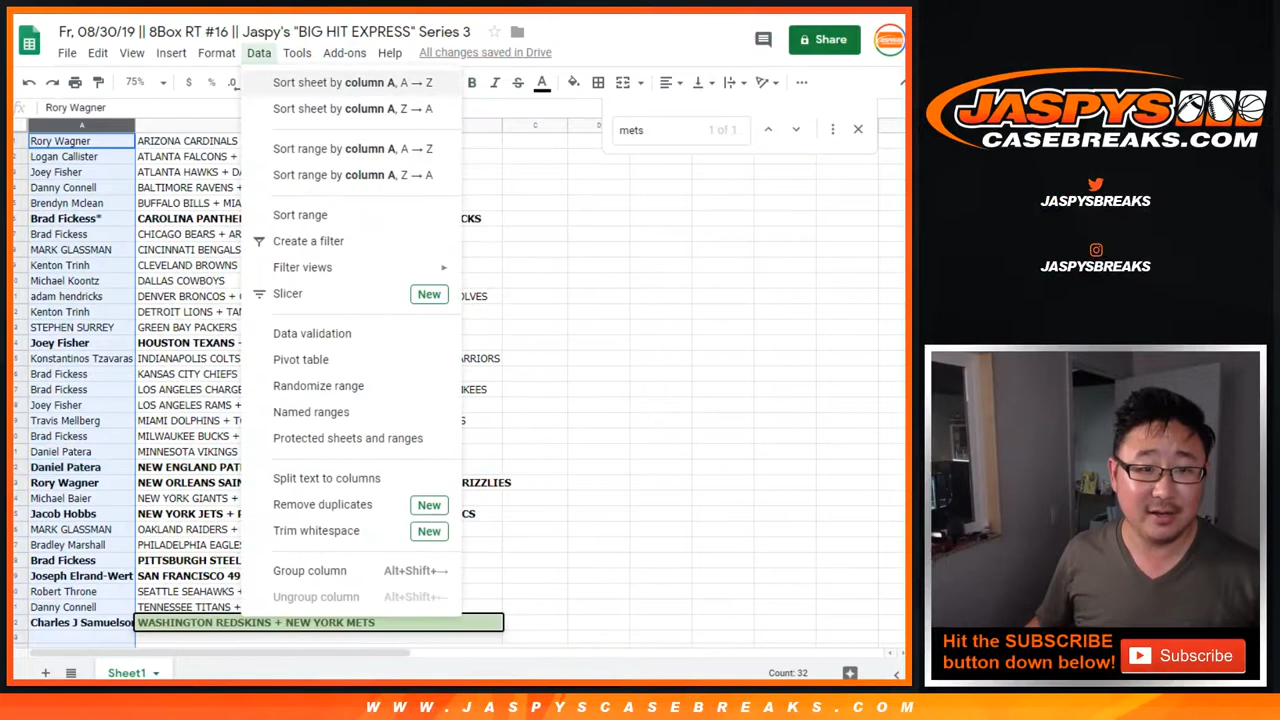 Fr, 08/30/19 || 8Box RT #16 || Jaspy's "BIG HIT EXPRESS" Series 3
File Edit View Insert Format Data Tools Add-ons Help All changes saved in Drive
Share
75% $ % B I S A
Rory Wagner
mets 1 of 1
Sort sheet by column A, A → Z
Sort sheet by column A, Z → A
Sort range by column A, A → Z
Sort range by column A, Z → A
Sort range
Create a filter
Filter views
Slicer New
Data validation
Pivot table
Randomize range
Named ranges
Protected sheets and ranges
Split text to columns
Remove duplicates New
Trim whitespace New
Group column Alt+Shift+→
Ungroup column Alt+Shift+←
A C D
Rory Wagner ARIZONA CARDINALS
Logan Callister ATLANTA FALCONS +
Joey Fisher ATLANTA HAWKS + DA
Danny Connell BALTIMORE RAVENS +
Brendyn Mclean BUFFALO BILLS + MIA
Brad Fickess* CAROLINA PANTHER CKS
Brad Fickess CHICAGO BEARS + AR
MARK GLASSMAN CINCINNATI BENGALS
Kenton Trinh CLEVELAND BROWNS
Michael Koontz DALLAS COWBOYS
adam hendricks DENVER BRONCOS + OLVES
Kenton Trinh DETROIT LIONS + TAM
STEPHEN SURREY GREEN BAY PACKERS
Joey Fisher HOUSTON TEXANS +
Konstantinos Tzavaras INDIANAPOLIS COLTS ARRIORS
Brad Fickess KANSAS CITY CHIEFS
Brad Fickess LOS ANGELES CHARGE NKEES
Joey Fisher LOS ANGELES RAMS +
Travis Mellberg MIAMI DOLPHINS + TO S
Brad Fickess MILWAUKEE BUCKS +
Daniel Patera MINNESOTA VIKINGS
Daniel Patera NEW ENGLAND PAT
Rory Wagner NEW ORLEANS SAIN RIZZLIES
Michael Baier NEW YORK GIANTS +
Jacob Hobbs NEW YORK JETS + P CS
MARK GLASSMAN OAKLAND RAIDERS +
Bradley Marshall PHILADELPHIA EAGLES
Brad Fickess PITTSBURGH STEEL
Joseph Elrand-Wert SAN FRANCISCO 49
Robert Throne SEATTLE SEAHAWKS +
Danny Connell TENNESSEE TITANS +
Charles J Samuelson WASHINGTON REDSKINS + NEW YORK METS
Sheet1 Count: 32
JASPYS
CASEBREAKS.COM
JASPYSBREAKS
JASPYSBREAKS
Hit the SUBSCRIBE
button down below!
Subscribe
WWW.JASPYSCASEBREAKS.COM